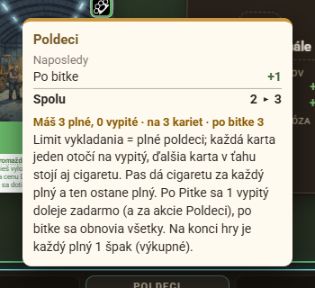 Poldeci
Naposledy
Po bitke +1
Spolu 2 ▸ 3
Máš 3 plné, 0 vypité · na 3 kariet · po bitke 3
Limit vykladania = plné poldeci; každá karta
jeden otočí na vypitý, ďalšia karta v ťahu
stojí aj cigaretu. Pas dá cigaretu za každý
plný a ten ostane plný. Po Pitke sa 1 vypitý
doleje zadarmo (a za akcie Poldeci), po
bitke sa obnovia všetky. Na konci hry je
každý plný 1 špak (výkupné).
POLDECI